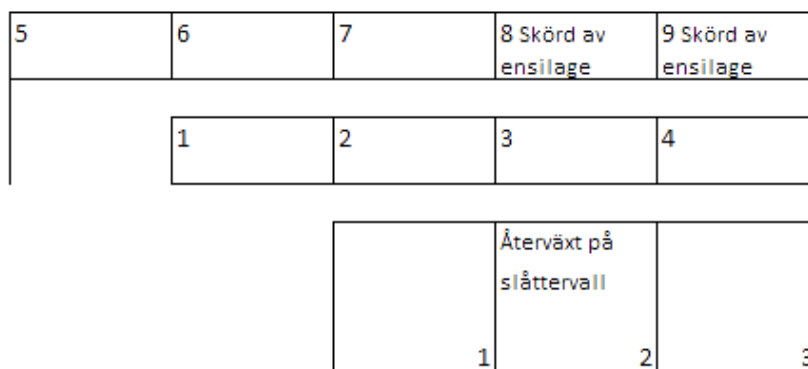 5 6 7 8 Skörd av 9 Skörd av
ensilage ensilage
1 2 3 4
Återväxt på
slåttervall
1 2 3